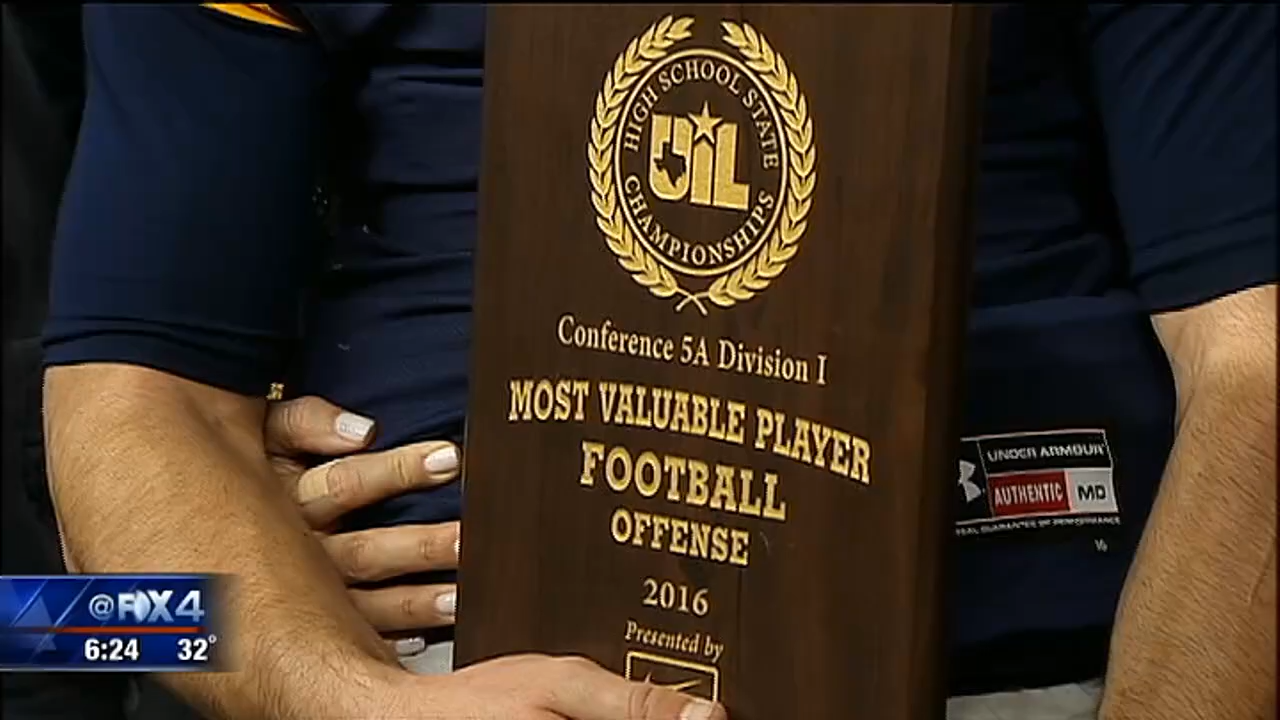 HIGH SCHOOL STATE
UIL
CHAMPIONSHIPS
Conference 5A Division I
MOST VALUABLE PLAYER
FOOTBALL
OFFENSE
2016
Presented by
UNDER ARMOUR
AUTHENTIC MD
@FOX4
6:24 32°